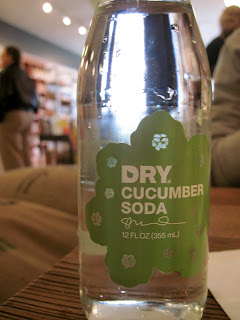 DRY.
CUCUMBER
SODA
12 FL OZ (355 mL)